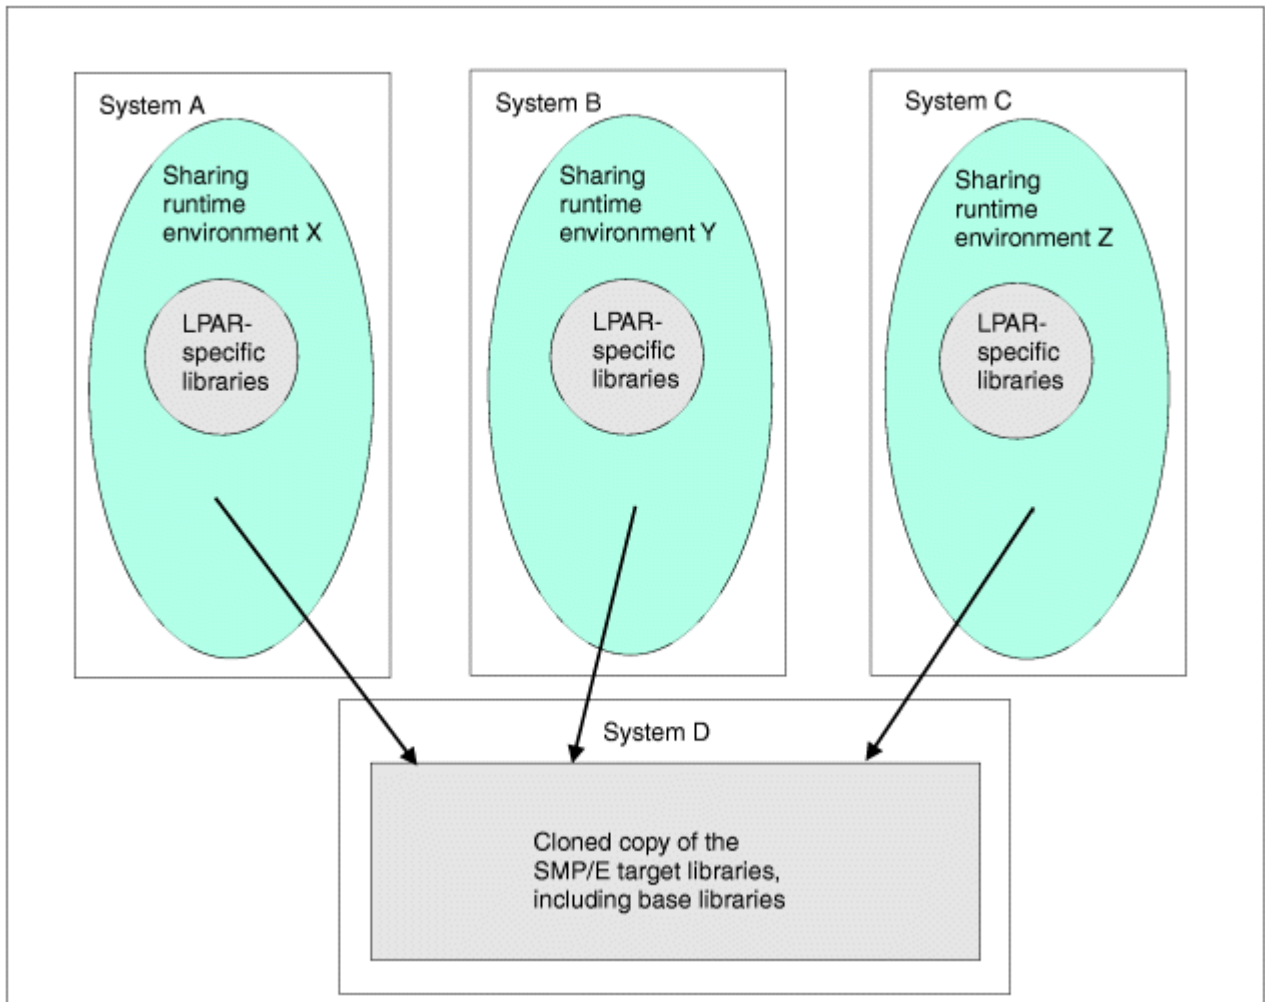 System A
Sharing
runtime
environment X
LPAR-
specific
libraries
System B
Sharing
runtime
environment Y
LPAR-
specific
libraries
System C
Sharing
runtime
environment Z
LPAR-
specific
libraries
System D
Cloned copy of the
SMP/E target libraries,
including base libraries